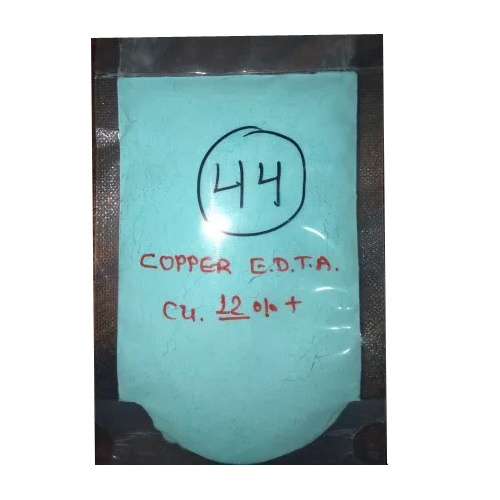 44
COPPER E.D.T.A.
Cu. 12 % +